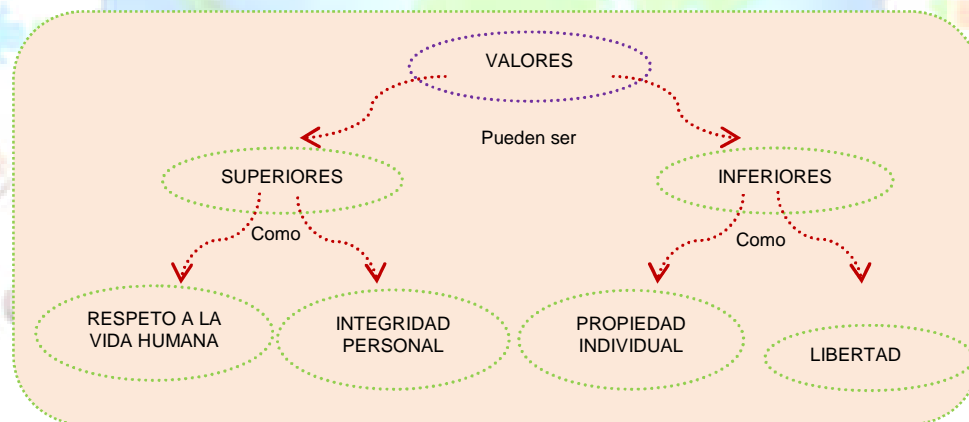 VALORES
Pueden ser
SUPERIORES
INFERIORES
Como
Como
RESPETO A LA
VIDA HUMANA
INTEGRIDAD
PERSONAL
PROPIEDAD
INDIVIDUAL
LIBERTAD